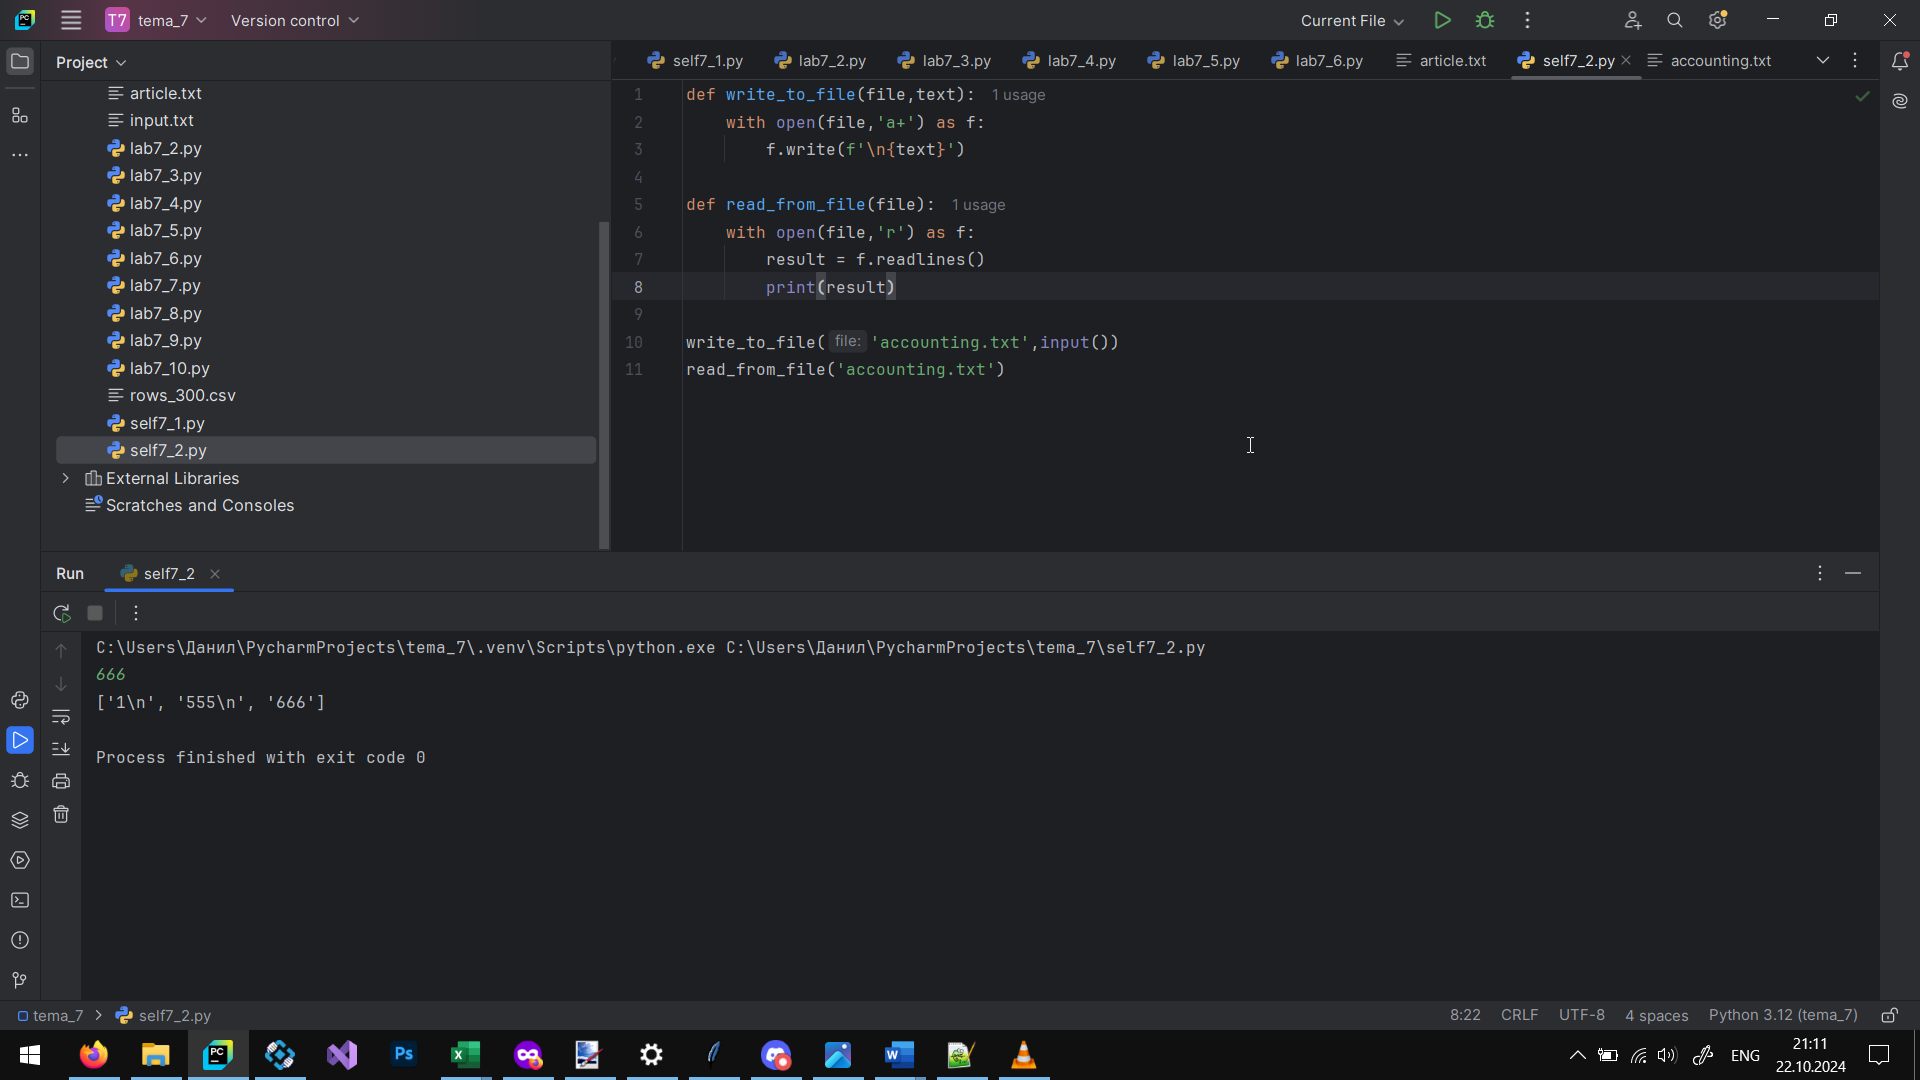 T7 tema_7 Version control Current File
Project
self7_1.py lab7_2.py lab7_3.py lab7_4.py lab7_5.py lab7_6.py article.txt self7_2.py accounting.txt
article.txt
input.txt
lab7_2.py
lab7_3.py
lab7_4.py
lab7_5.py
lab7_6.py
lab7_7.py
lab7_8.py
lab7_9.py
lab7_10.py
rows_300.csv
self7_1.py
self7_2.py
External Libraries
Scratches and Consoles
1 def write_to_file(file,text): 1 usage
2 with open(file,'a+') as f:
3 f.write(f'\n{text}')
4
5 def read_from_file(file): 1 usage
6 with open(file,'r') as f:
7 result = f.readlines()
8 print(result)
9
10 write_to_file( file: 'accounting.txt',input())
11 read_from_file('accounting.txt')
Run self7_2
C:\Users\Данил\PycharmProjects\tema_7\.venv\Scripts\python.exe C:\Users\Данил\PycharmProjects\tema_7\self7_2.py
666
['1\n', '555\n', '666']
Process finished with exit code 0
tema_7 > self7_2.py 8:22 CRLF UTF-8 4 spaces Python 3.12 (tema_7)
PC Ps ENG 21:11
22.10.2024